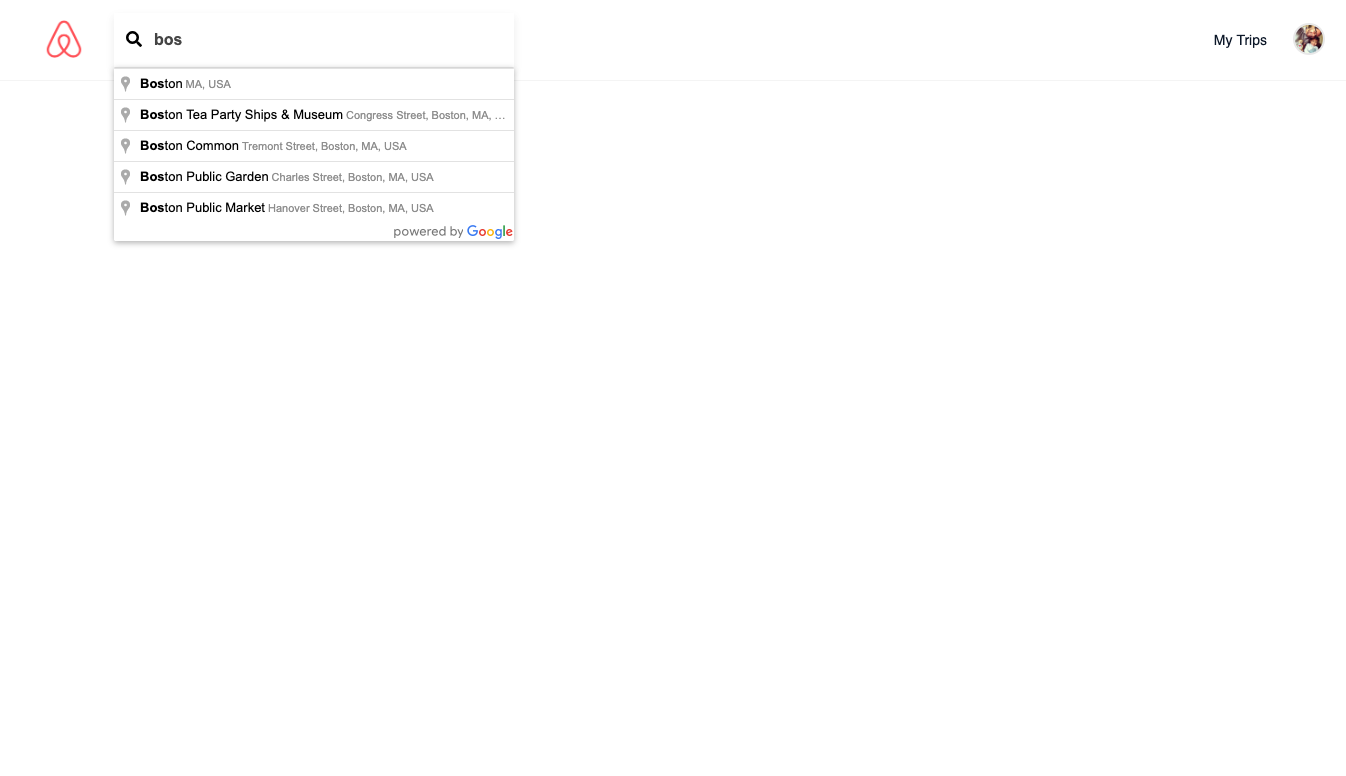 bos
My Trips
Boston MA, USA
Boston Tea Party Ships & Museum Congress Street, Boston, MA, …
Boston Common Tremont Street, Boston, MA, USA
Boston Public Garden Charles Street, Boston, MA, USA
Boston Public Market Hanover Street, Boston, MA, USA
powered by Google